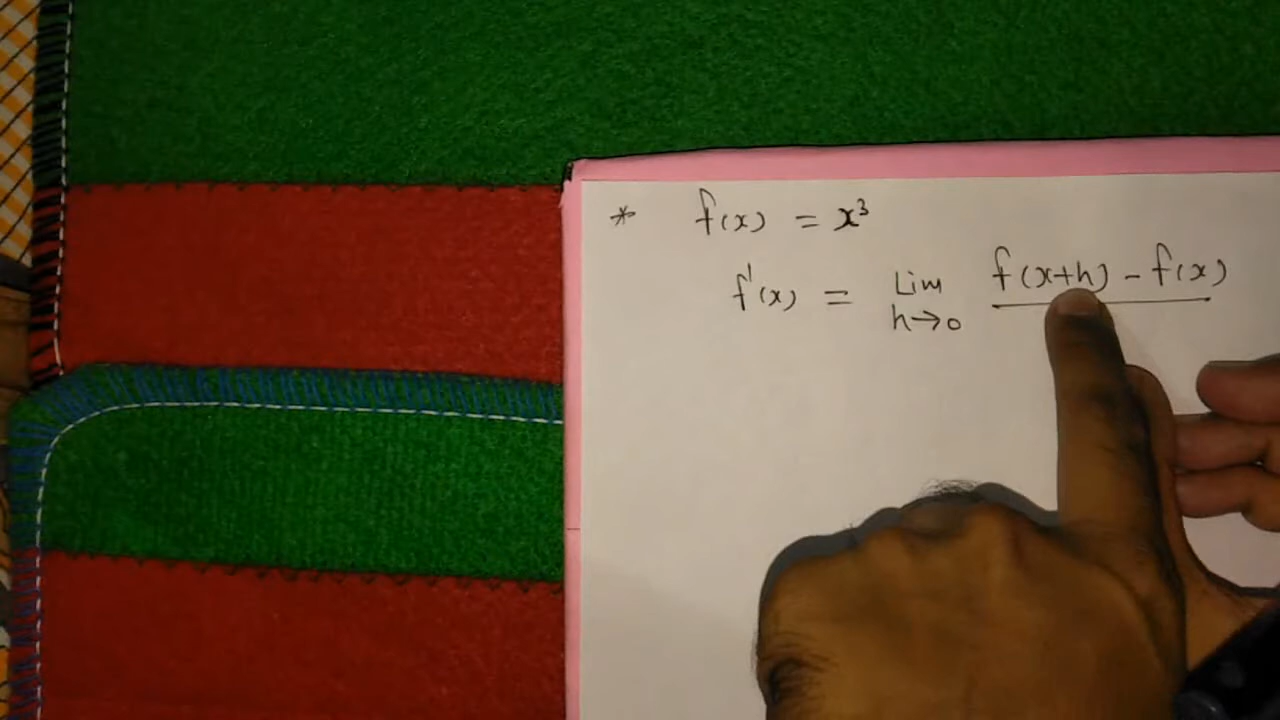 * f(x) = x³
f'(x) = Lim f(x+h) - f(x)
h→0